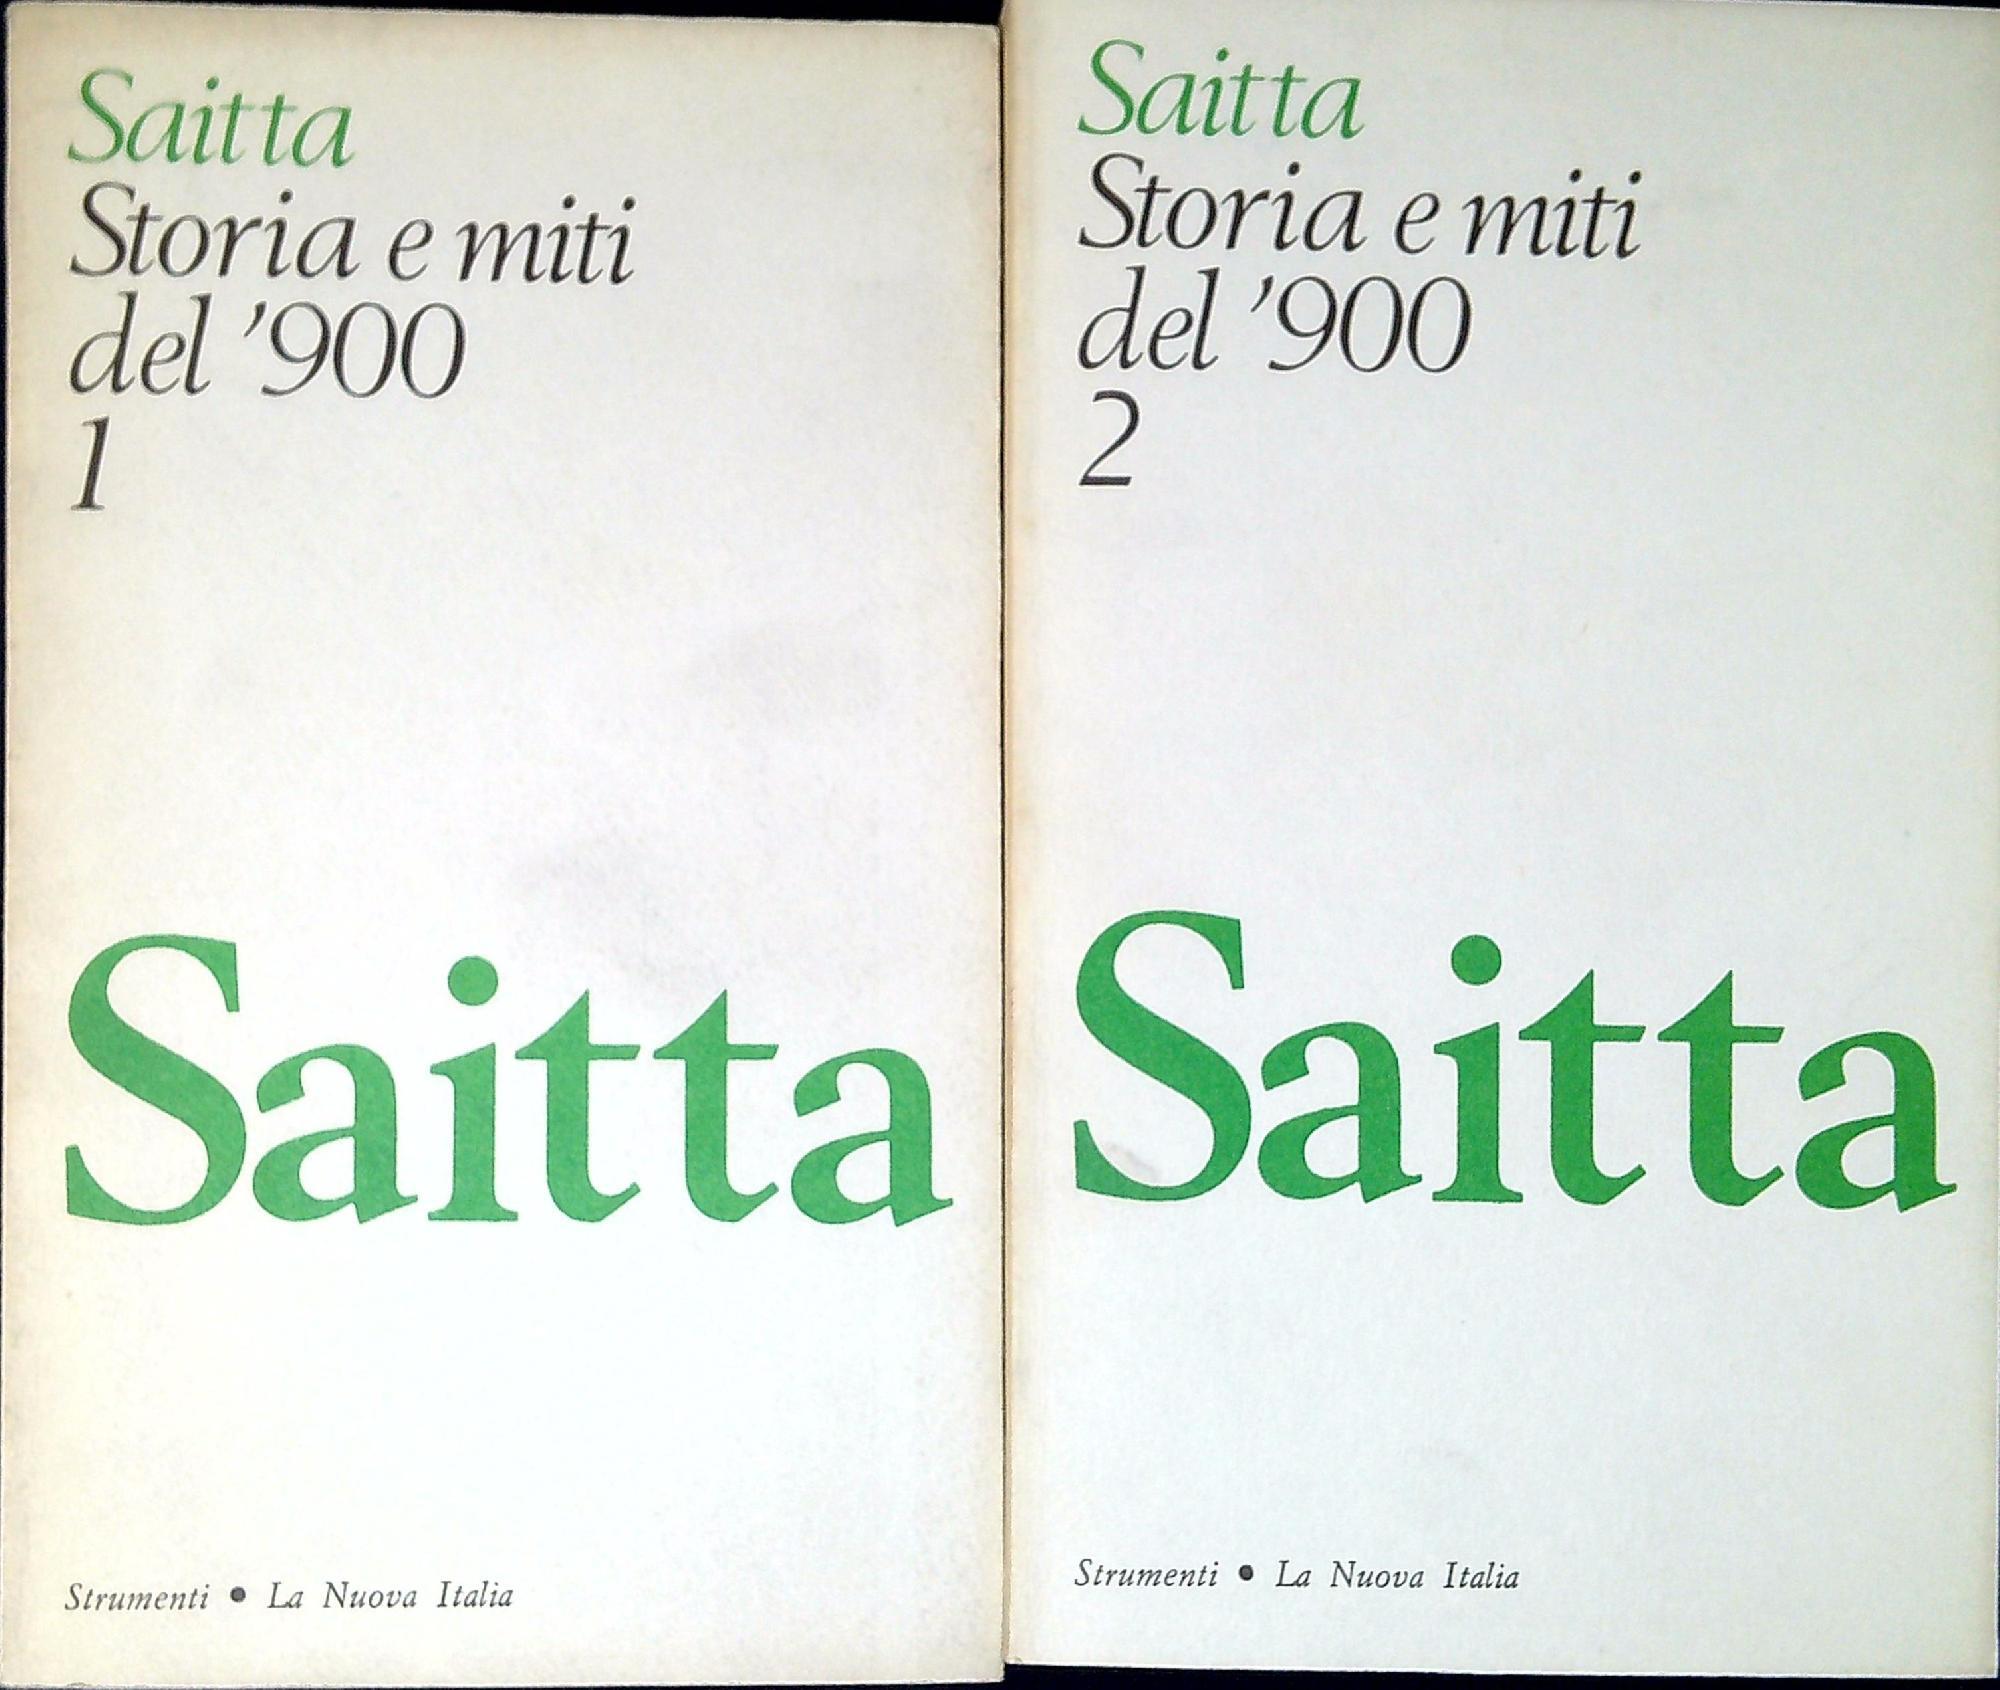 Saitta
Storia e miti
del '900
1
Saitta
Strumenti • La Nuova Italia
Saitta
Storia e miti
del '900
2
Saitta
Strumenti • La Nuova Italia